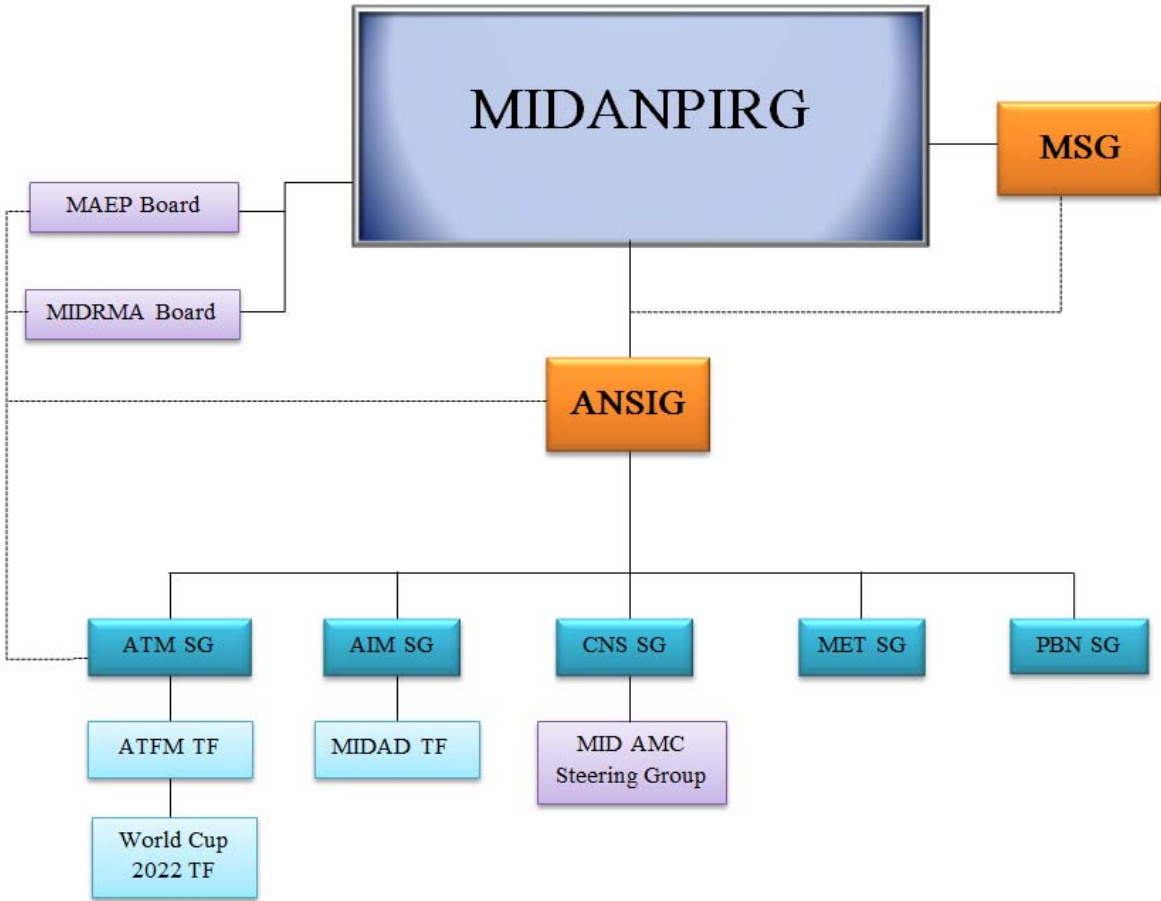 MIDANPIRG
MSG
MAEP Board
MIDRMA Board
ANSIG
ATM SG
AIM SG
CNS SG
MET SG
PBN SG
ATFM TF
MIDAD TF
MID AMC
Steering Group
World Cup
2022 TF